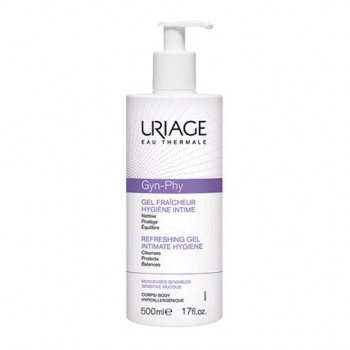 URIAGE
EAU THERMALE
Gyn-Phy
GEL FRAÎCHEUR
HYGIÈNE INTIME
Nettoie
Protège
Équilibre
REFRESHING GEL
INTIMATE HYGIENE
Cleanses
Protects
Balances
MUQUEUSES SENSIBLES
SENSITIVE MUCOUS
CORPS/ BODY
HYPOALLERGÉNIQUE
500ml℮ 17fl.oz.